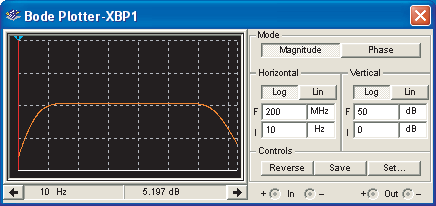 Bode Plotter-XBP1
Mode
Magnitude Phase
Horizontal Vertical
Log Lin Log Lin
F 200 MHz F 50 dB
I 10 Hz I 0 dB
Controls
Reverse Save Set...
10 Hz 5.197 dB
+ In - + Out -